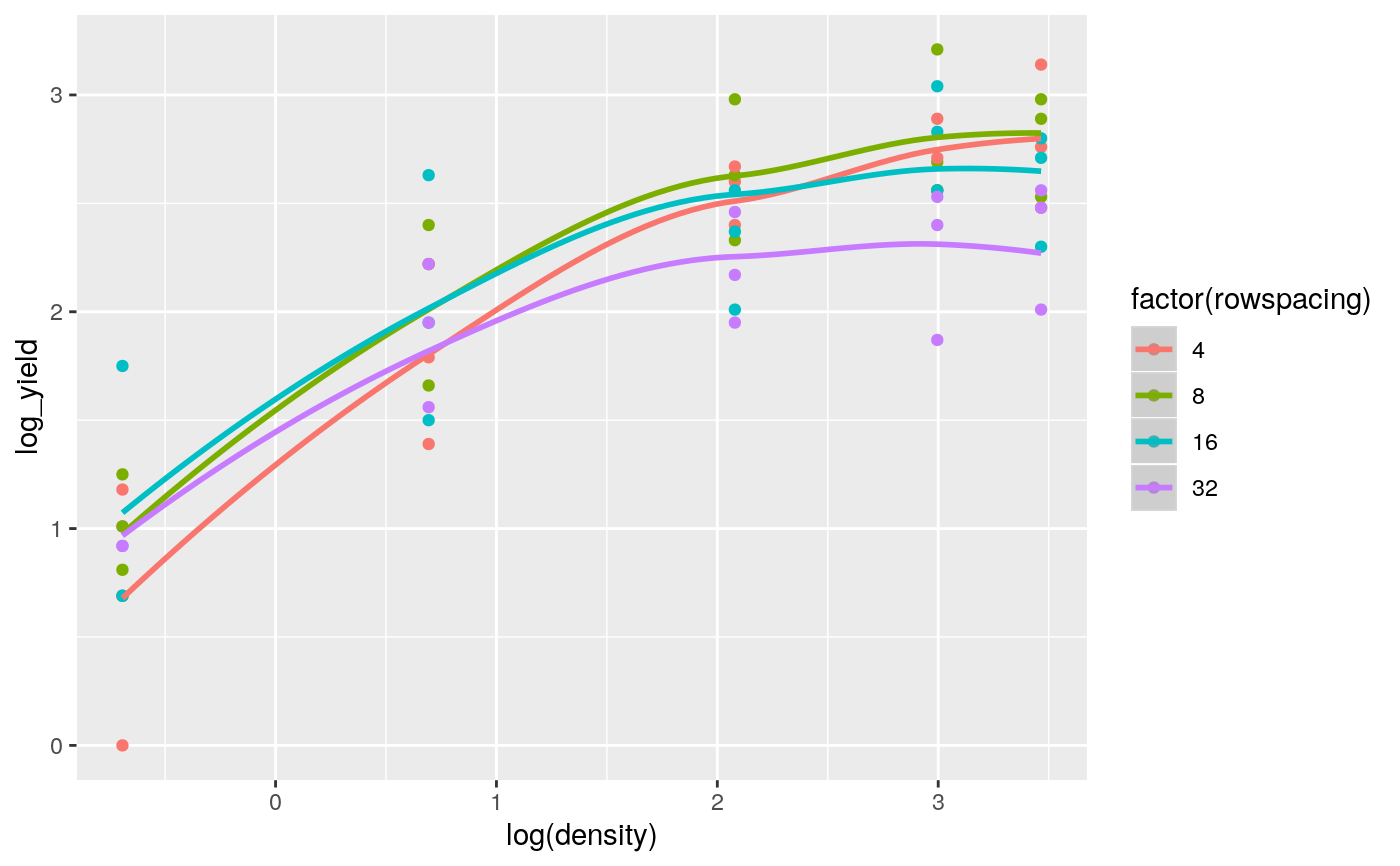 3
2
1
0
log_yield
0 1 2 3
log(density)
factor(rowspacing)
4
8
16
32